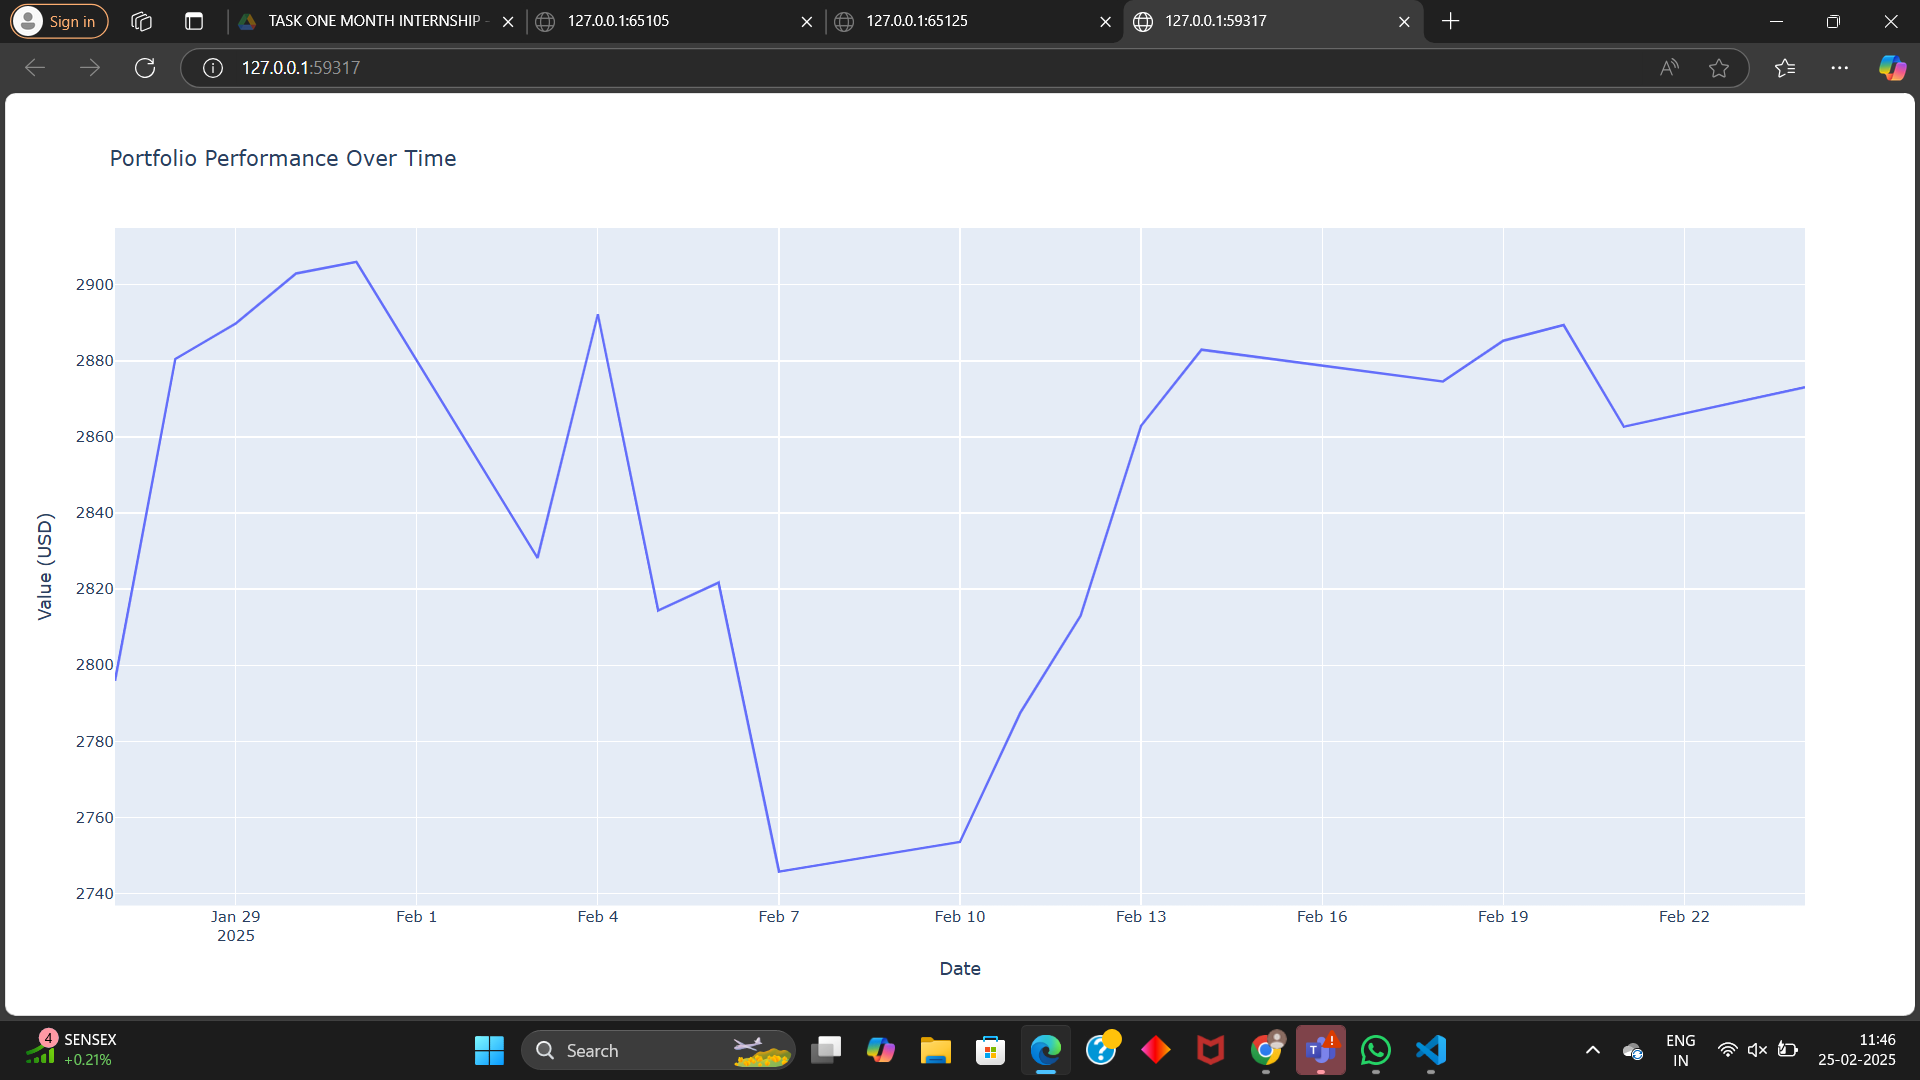 Sign in
TASK ONE MONTH INTERNSHIP -
127.0.0.1:65105
127.0.0.1:65125
127.0.0.1:59317
127.0.0.1:59317
Portfolio Performance Over Time
2900
2880
2860
2840
2820
2800
2780
2760
2740
Value (USD)
Jan 29
2025
Feb 1
Feb 4
Feb 7
Feb 10
Feb 13
Feb 16
Feb 19
Feb 22
Date
4
SENSEX
+0.21%
Search
ENG
IN
11:46
25-02-2025